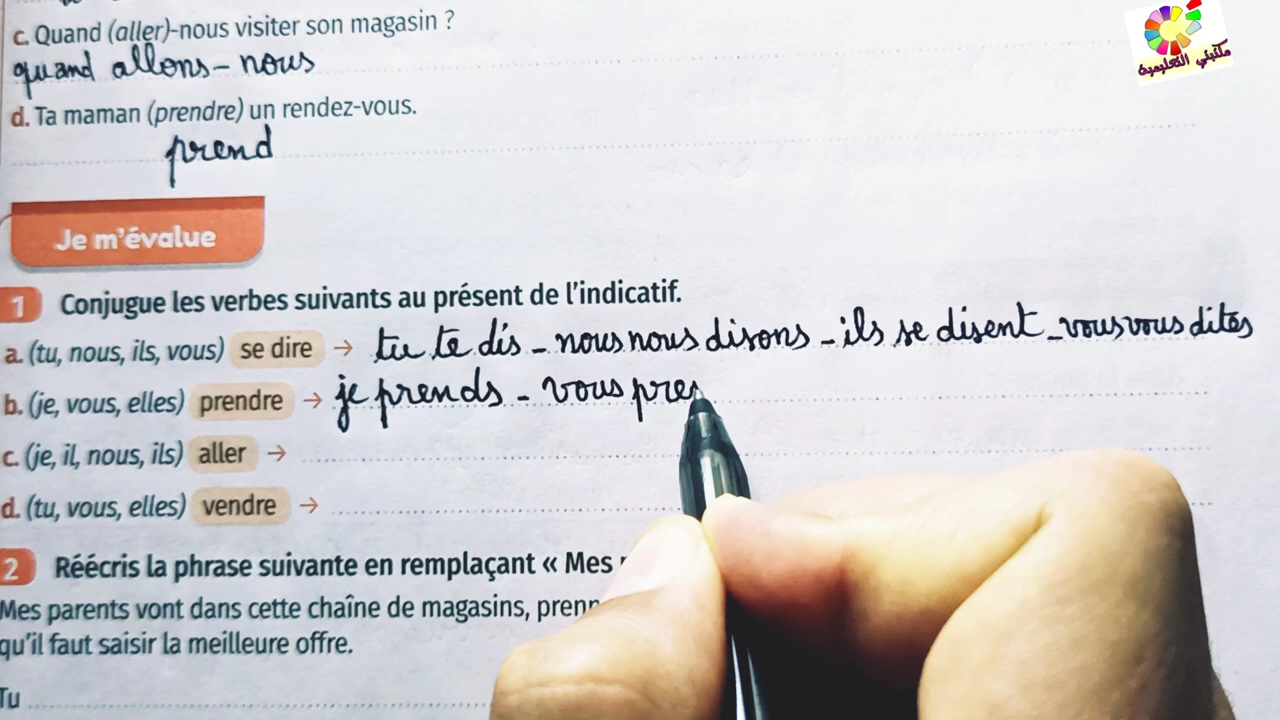 c. Quand (aller)-nous visiter son magasin ?
quand allons - nous
d. Ta maman (prendre) un rendez-vous.
prend
مكتبتي التعليمية
Je m'évalue
1 Conjugue les verbes suivants au présent de l'indicatif.
a. (tu, nous, ils, vous) se dire → tu te dis - nous nous disons - ils se disent - vous vous dites
b. (je, vous, elles) prendre → je prends - vous pren
c. (je, il, nous, ils) aller →
d. (tu, vous, elles) vendre →
2 Réécris la phrase suivante en remplaçant « Mes
Mes parents vont dans cette chaîne de magasins, prenn
qu'il faut saisir la meilleure offre.
Tu